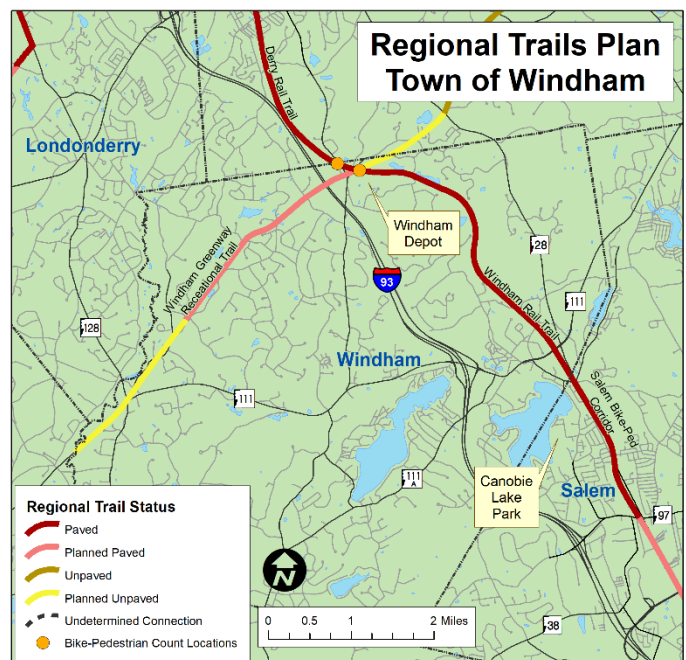 Regional Trails Plan
Town of Windham
Derry Rail Trail
Londonderry
Windham
Depot
Windham Greenway
Receational Trail
28
93
Windham Rail Trail
111
128
Windham
111
Salem Bike-Ped
Corridor
111
A
Canobie
Lake
Park
Salem
97
Regional Trail Status
Paved
Planned Paved
Unpaved
Planned Unpaved
Undetermined Connection
Bike-Pedestrian Count Locations
N
0 0.5 1 2 Miles
38